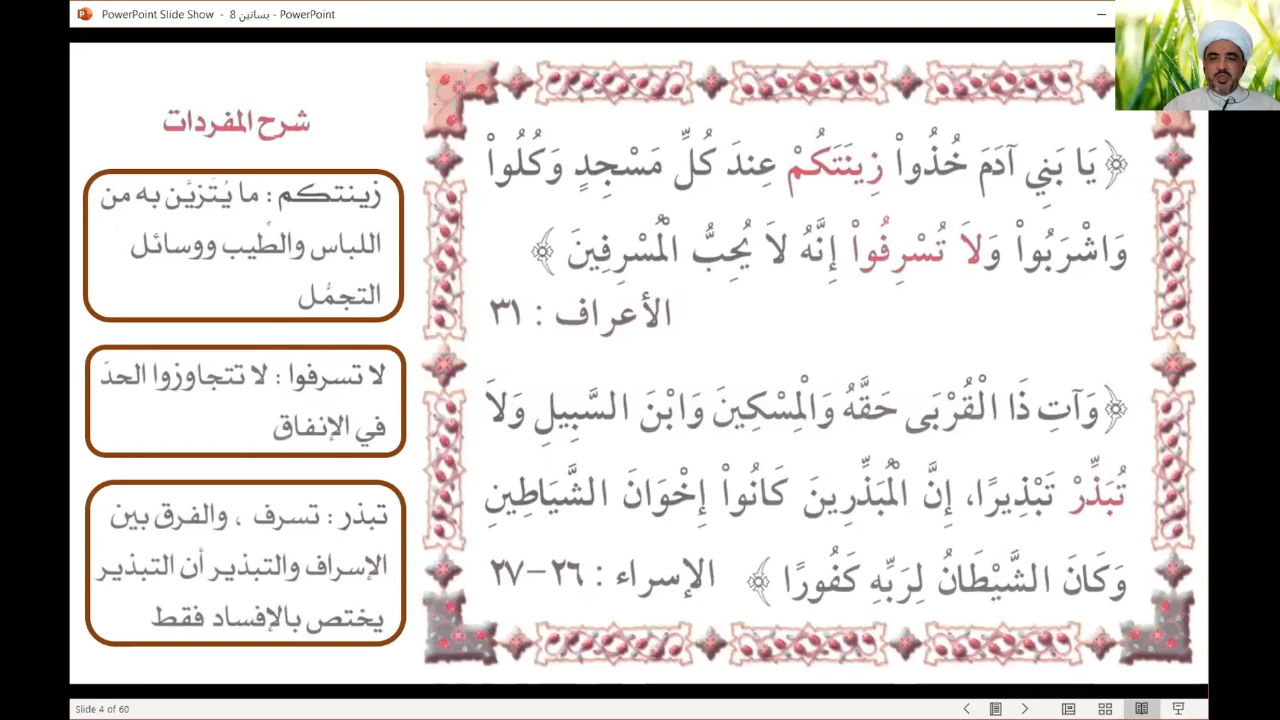 PowerPoint Slide Show - بساتين 8 - PowerPoint
﴿يَا بَنِي آدَمَ خُذُواْ زِينَتَكُمْ عِندَ كُلِّ مَسْجِدٍ وَكُلُواْ
وَاشْرَبُواْ وَلاَ تُسْرِفُواْ إِنَّهُ لاَ يُحِبُّ الْمُسْرِفِينَ﴾
الأعراف : ٣١
﴿وَآتِ ذَا الْقُرْبَى حَقَّهُ وَالْمِسْكِينَ وَابْنَ السَّبِيلِ وَلاَ
تُبَذِّرْ تَبْذِيرًا، إِنَّ الْمُبَذِّرِينَ كَانُواْ إِخْوَانَ الشَّيَاطِينِ
وَكَانَ الشَّيْطَانُ لِرَبِّهِ كَفُورًا﴾ الإسراء : ٢٦-٢٧
شرح المفردات
زينتكم : ما يُتَزيَّن به من
اللباس والطِّيب ووسائل
التجمُّل
لا تسرفوا : لا تتجاوزوا الحدّ
في الإنفاق
تبذر : تسرف ، والفرق بين
الإسراف والتبذير أن التبذير
يختص بالإفساد فقط
Slide 4 of 60